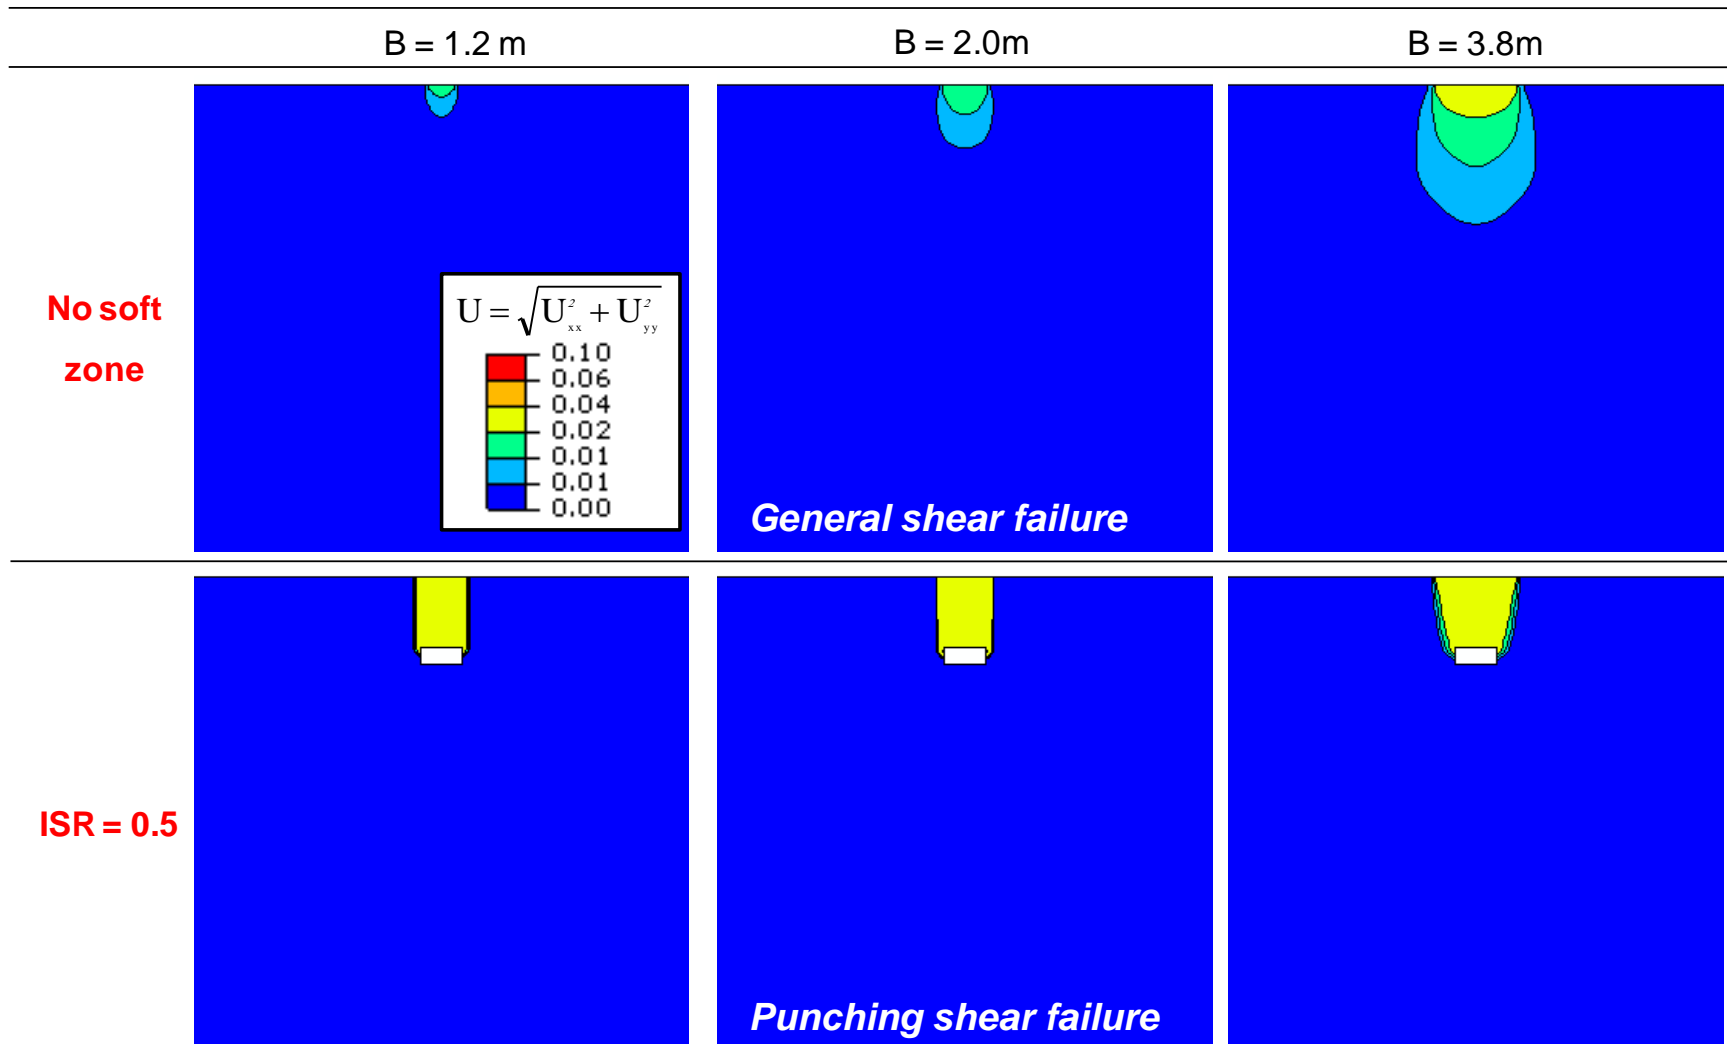 B = 1.2 m
B = 2.0m
B = 3.8m
No soft
zone
U = √U²xx + U²yy
0.10
0.06
0.04
0.02
0.01
0.01
0.00
General shear failure
ISR = 0.5
Punching shear failure